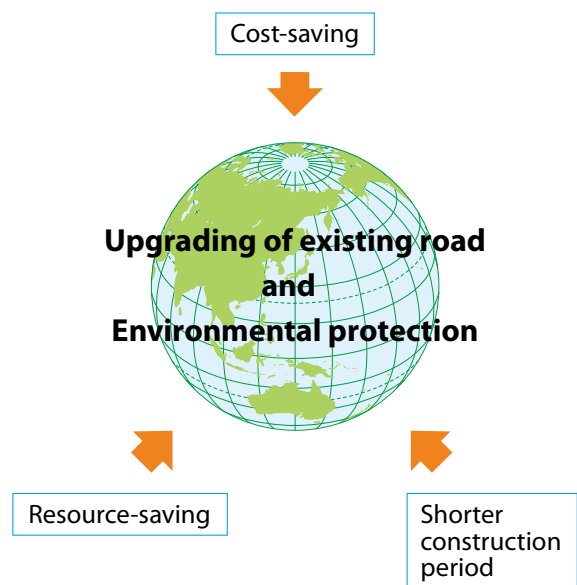 Cost-saving
Upgrading of existing road
and
Environmental protection
Resource-saving
Shorter
construction
period